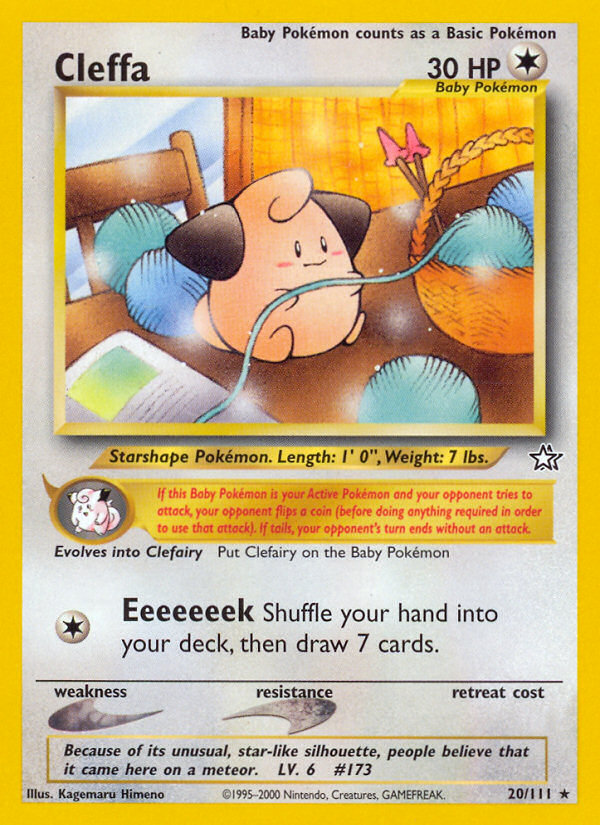 Baby Pokémon counts as a Basic Pokémon
Cleffa
30 HP
Baby Pokémon
Starshape Pokémon. Length: 1' 0", Weight: 7 lbs.
If this Baby Pokémon is your Active Pokémon and your opponent tries to
attack, your opponent flips a coin (before doing anything required in order
to use that attack). If tails, your opponent's turn ends without an attack.
Evolves into Clefairy Put Clefairy on the Baby Pokémon
Eeeeeeek Shuffle your hand into
your deck, then draw 7 cards.
weakness resistance retreat cost
Because of its unusual, star-like silhouette, people believe that
it came here on a meteor. LV. 6 #173
Illus. Kagemaru Himeno ©1995-2000 Nintendo, Creatures, GAMEFREAK. 20/111 ★